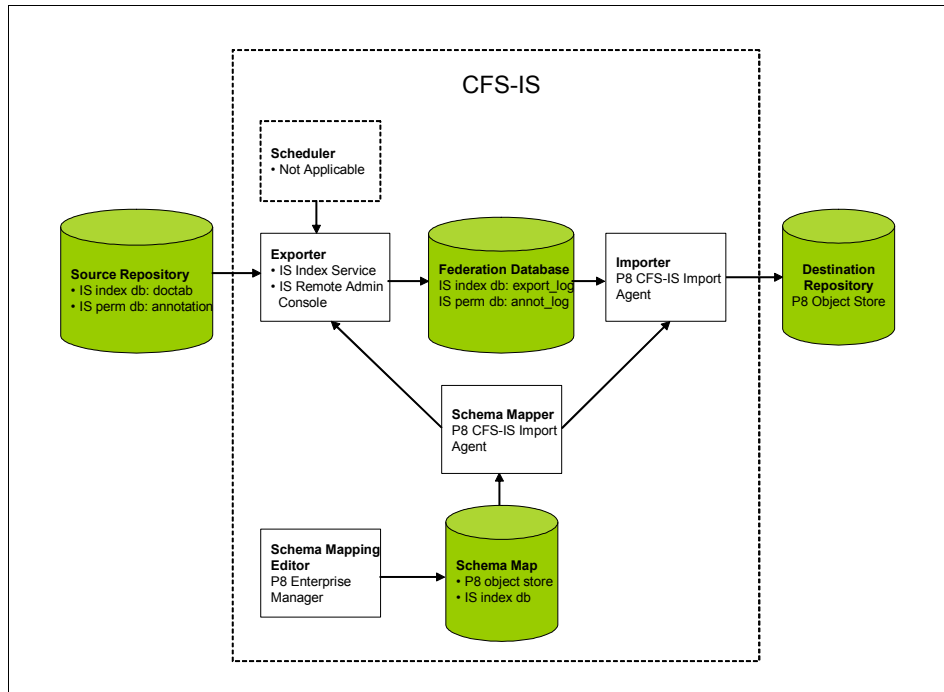 CFS-IS
Scheduler
• Not Applicable
Source Repository
• IS index db: doctab
• IS perm db: annotation
Exporter
• IS Index Service
• IS Remote Admin
Console
Federation Database
IS index db: export_log
IS perm db: annot_log
Importer
P8 CFS-IS Import
Agent
Destination
Repository
P8 Object Store
Schema Mapper
P8 CFS-IS Import
Agent
Schema Mapping
Editor
P8 Enterprise
Manager
Schema Map
• P8 object store
• IS index db